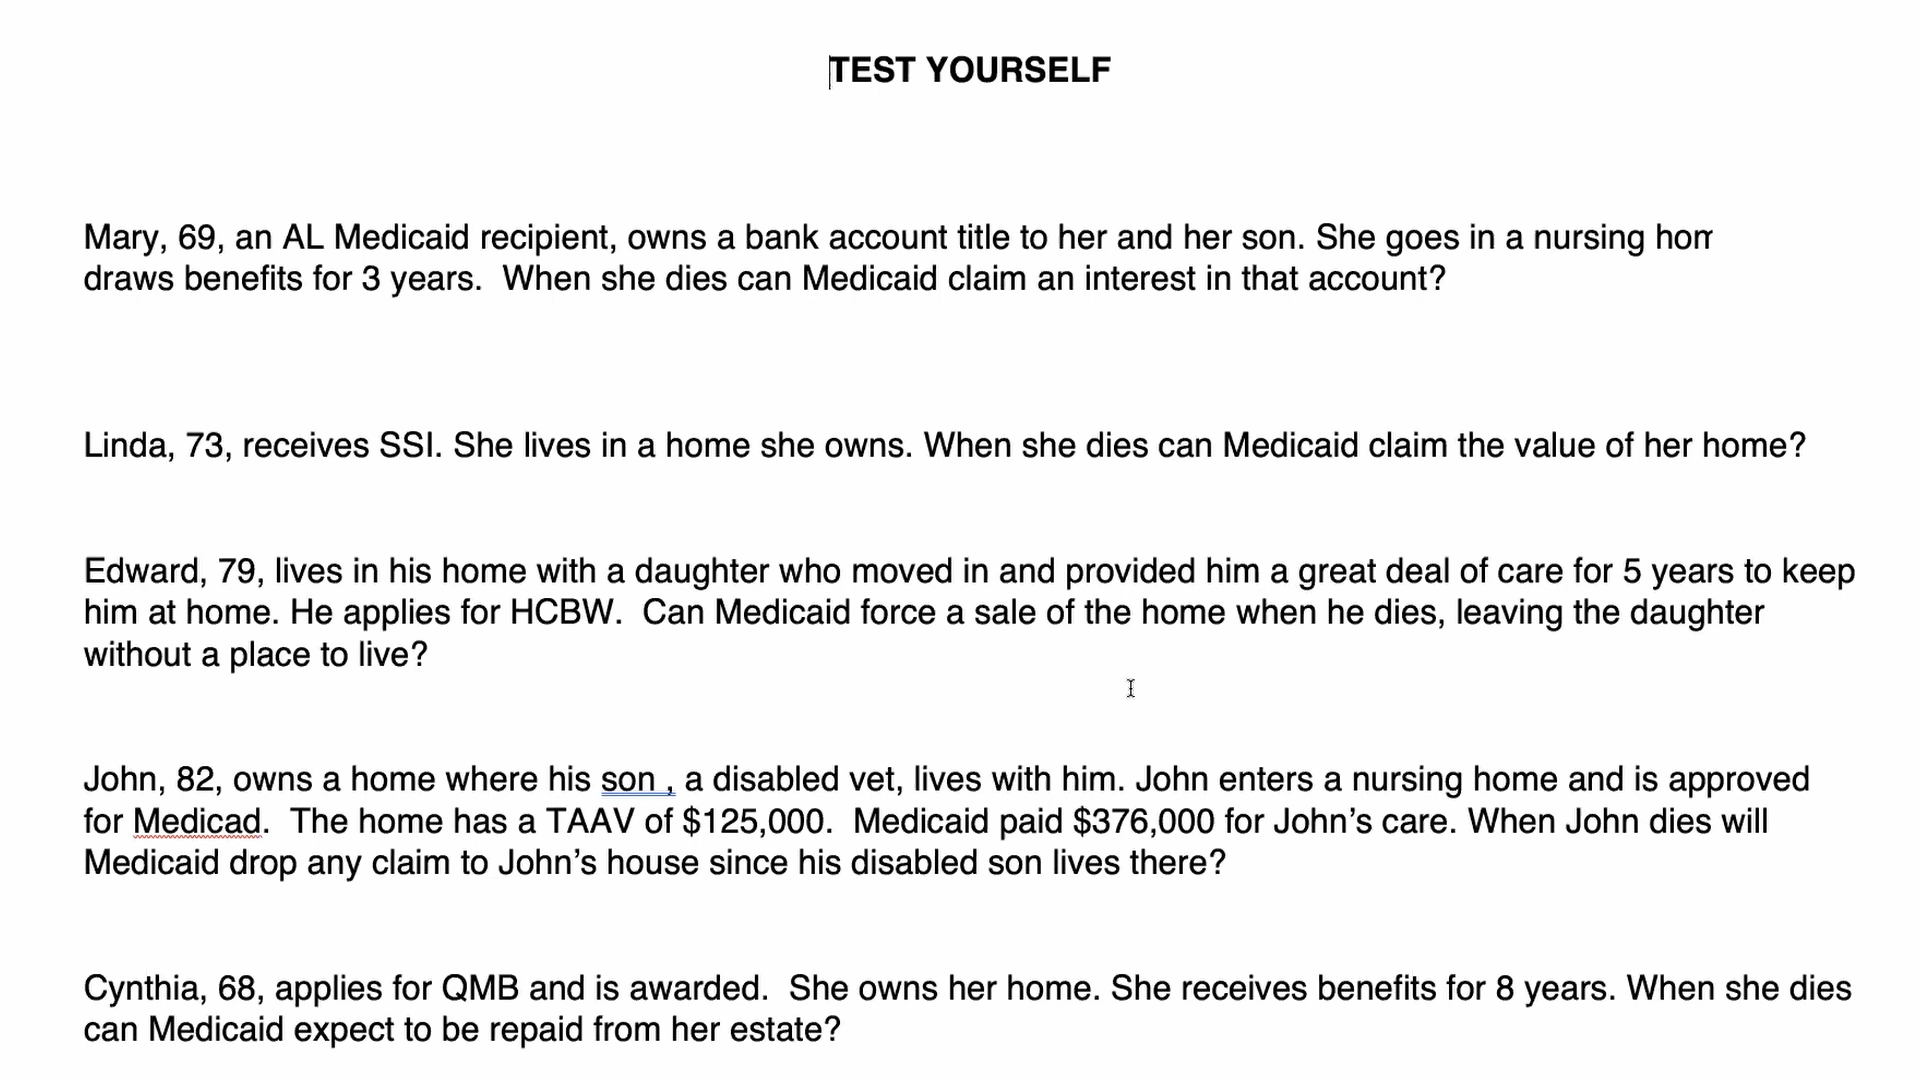 TEST YOURSELF
Mary, 69, an AL Medicaid recipient, owns a bank account title to her and her son. She goes in a nursing
draws benefits for 3 years.  When she dies can Medicaid claim an interest in that account?
Linda, 73, receives SSI. She lives in a home she owns. When she dies can Medicaid claim the value of her home?
Edward, 79, lives in his home with a daughter who moved in and provided him a great deal of care for 5 years to keep
him at home. He applies for HCBW.  Can Medicaid force a sale of the home when he dies, leaving the daughter
without a place to live?
John, 82, owns a home where his son , a disabled vet, lives with him. John enters a nursing home and is approved
for Medicad.  The home has a TAAV of $125,000.  Medicaid paid $376,000 for John’s care. When John dies will
Medicaid drop any claim to John’s house since his disabled son lives there?
Cynthia, 68, applies for QMB and is awarded.  She owns her home. She receives benefits for 8 years. When she dies
can Medicaid expect to be repaid from her estate?